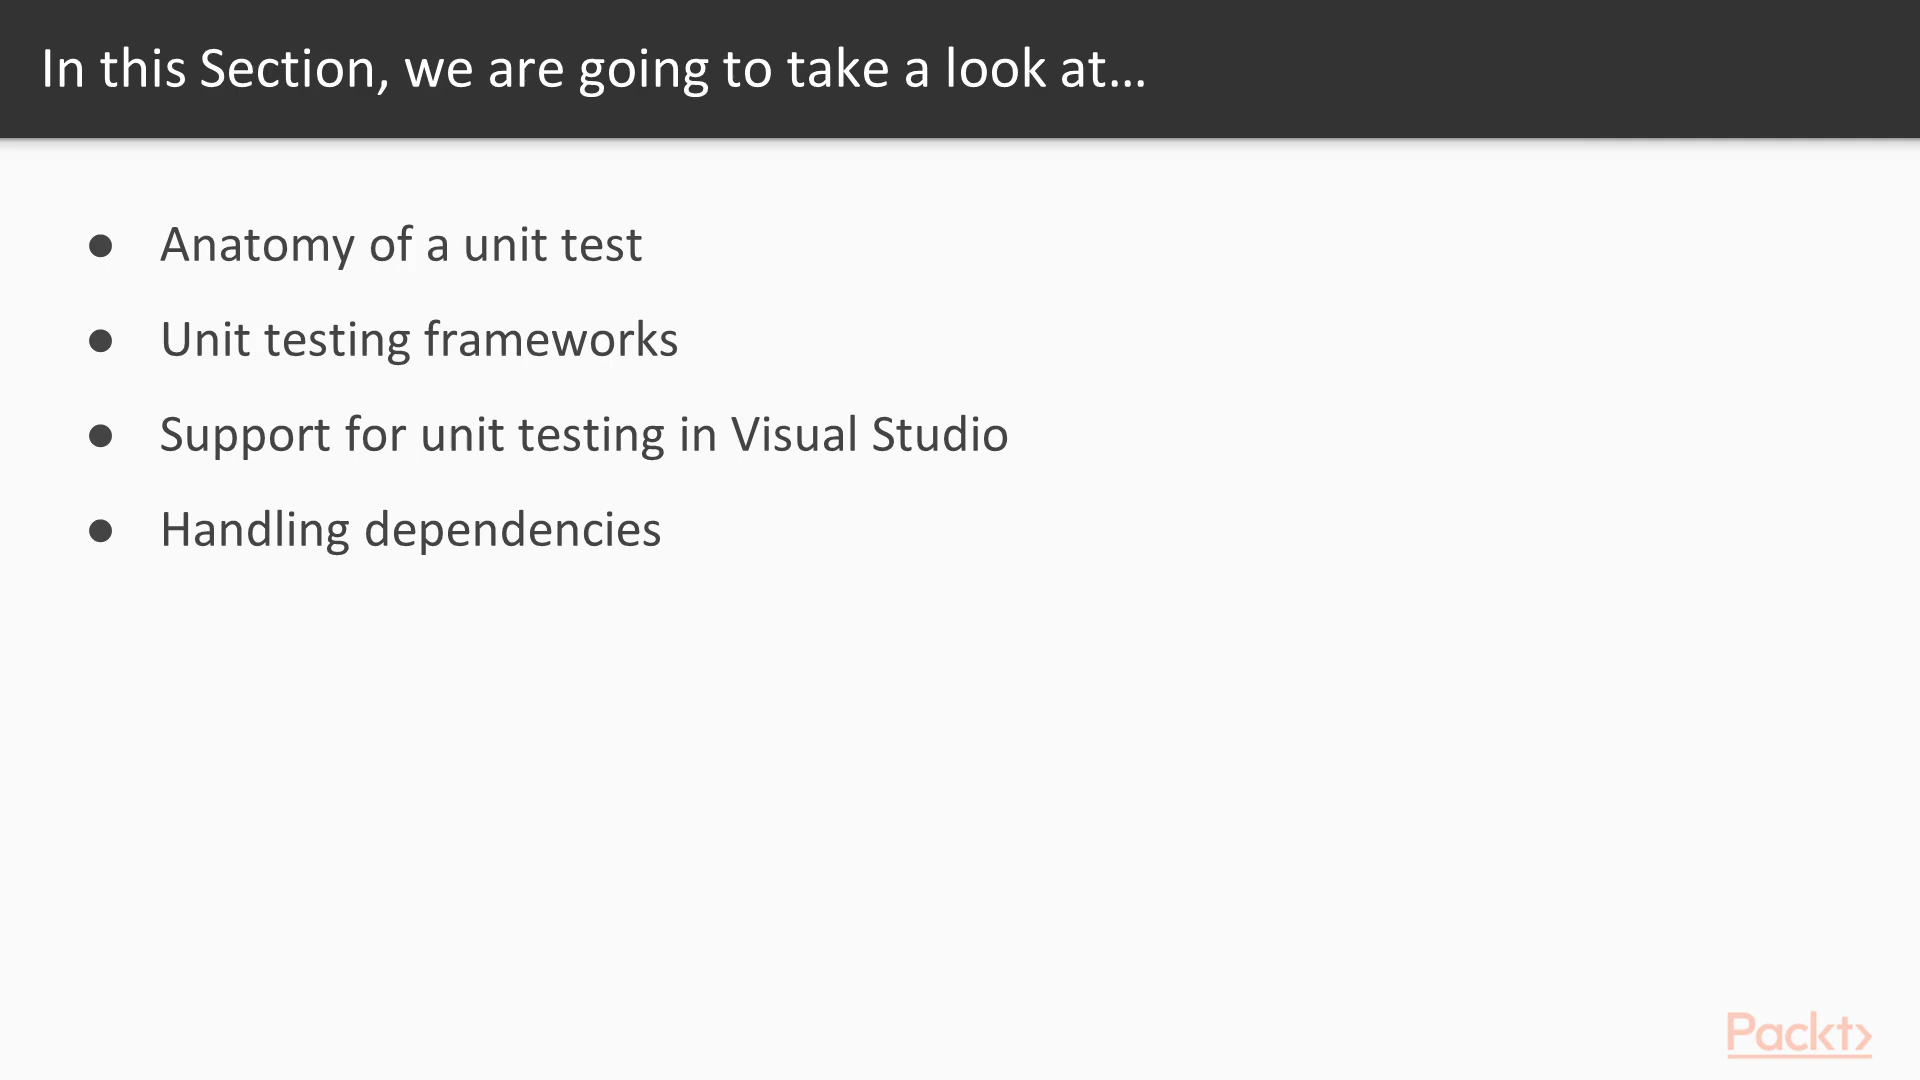 In this Section, we are going to take a look at...
● Anatomy of a unit test
● Unit testing frameworks
● Support for unit testing in Visual Studio
● Handling dependencies
Packt>